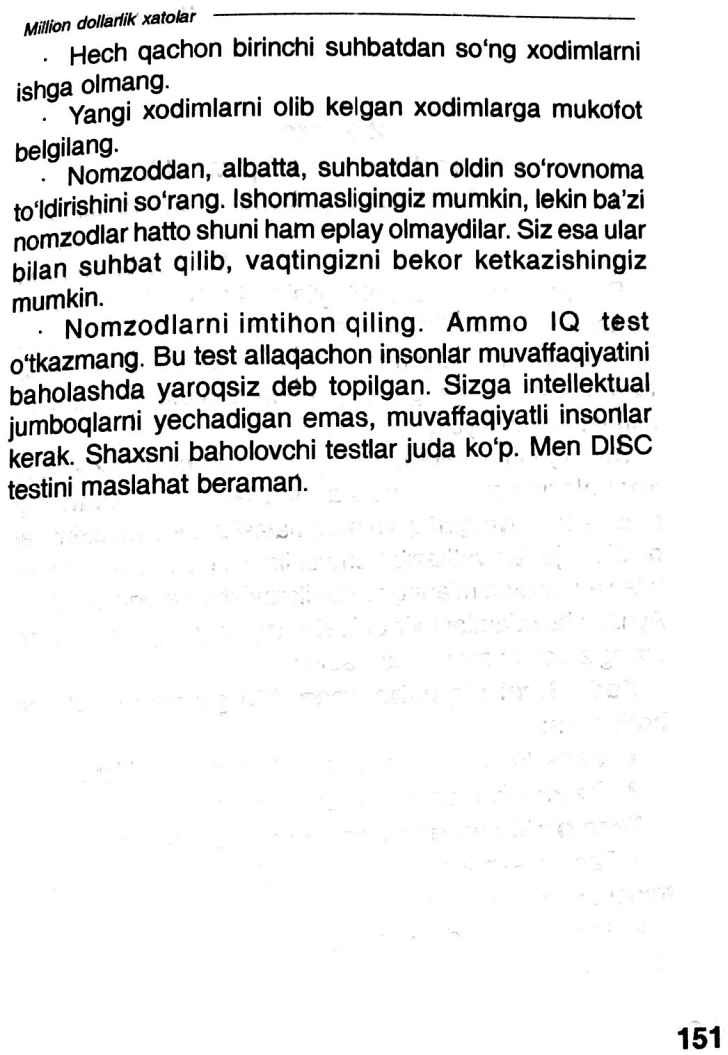 Million dollarlik xatolar
· Hech qachon birinchi suhbatdan so‘ng xodimlarni
ishga olmang.
· Yangi xodimlarni olib kelgan xodimlarga mukofot
belgilang.
· Nomzoddan, albatta, suhbatdan oldin so‘rovnoma
to‘ldirishini so‘rang. Ishonmasligingiz mumkin, lekin ba’zi
nomzodlar hatto shuni ham eplay olmaydilar. Siz esa ular
bilan suhbat qilib, vaqtingizni bekor ketkazishingiz
mumkin.
· Nomzodlarni imtihon qiling. Ammo IQ test
o‘tkazmang. Bu test allaqachon insonlar muvaffaqiyatini
baholashda yaroqsiz deb topilgan. Sizga intellektual
jumboqlarni yechadigan emas, muvaffaqiyatli insonlar
kerak. Shaxsni baholovchi testlar juda ko‘p. Men DISC
testini maslahat beraman.
151